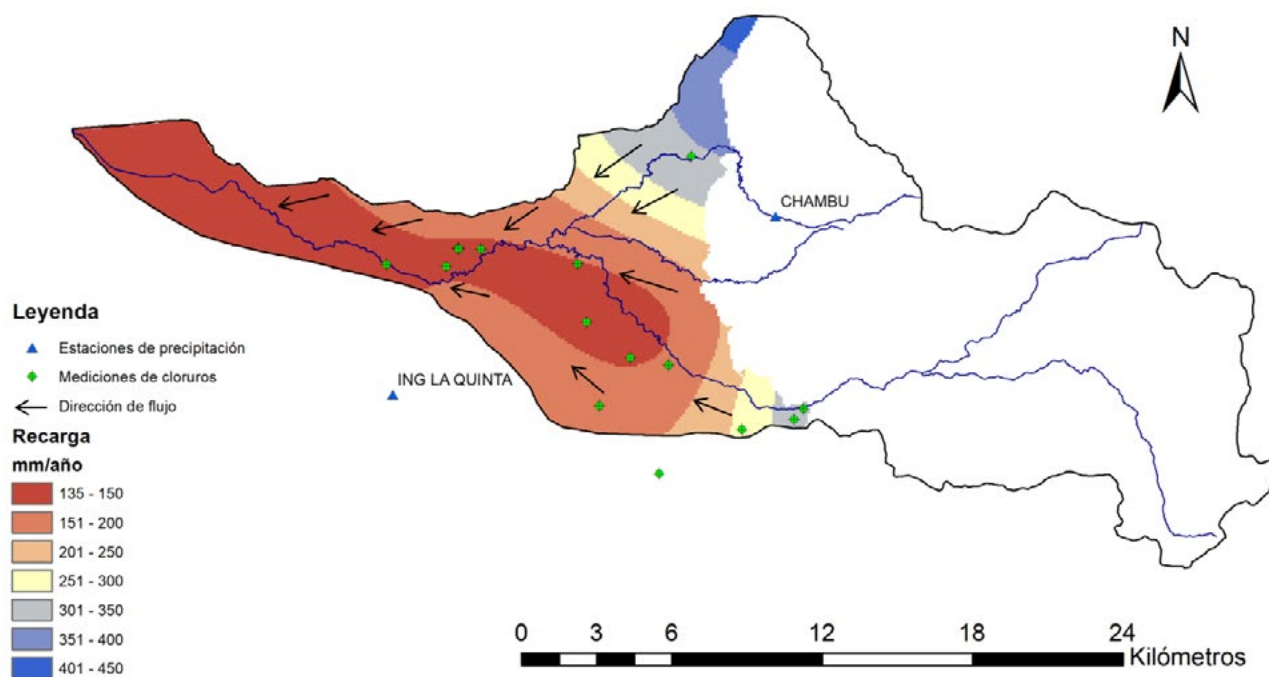 N
CHAMBU
ING LA QUINTA
Leyenda
Estaciones de precipitación
Mediciones de cloruros
Dirección de flujo
Recarga
mm/año
135 - 150
151 - 200
201 - 250
251 - 300
301 - 350
351 - 400
401 - 450
0 3 6 12 18 24
Kilómetros